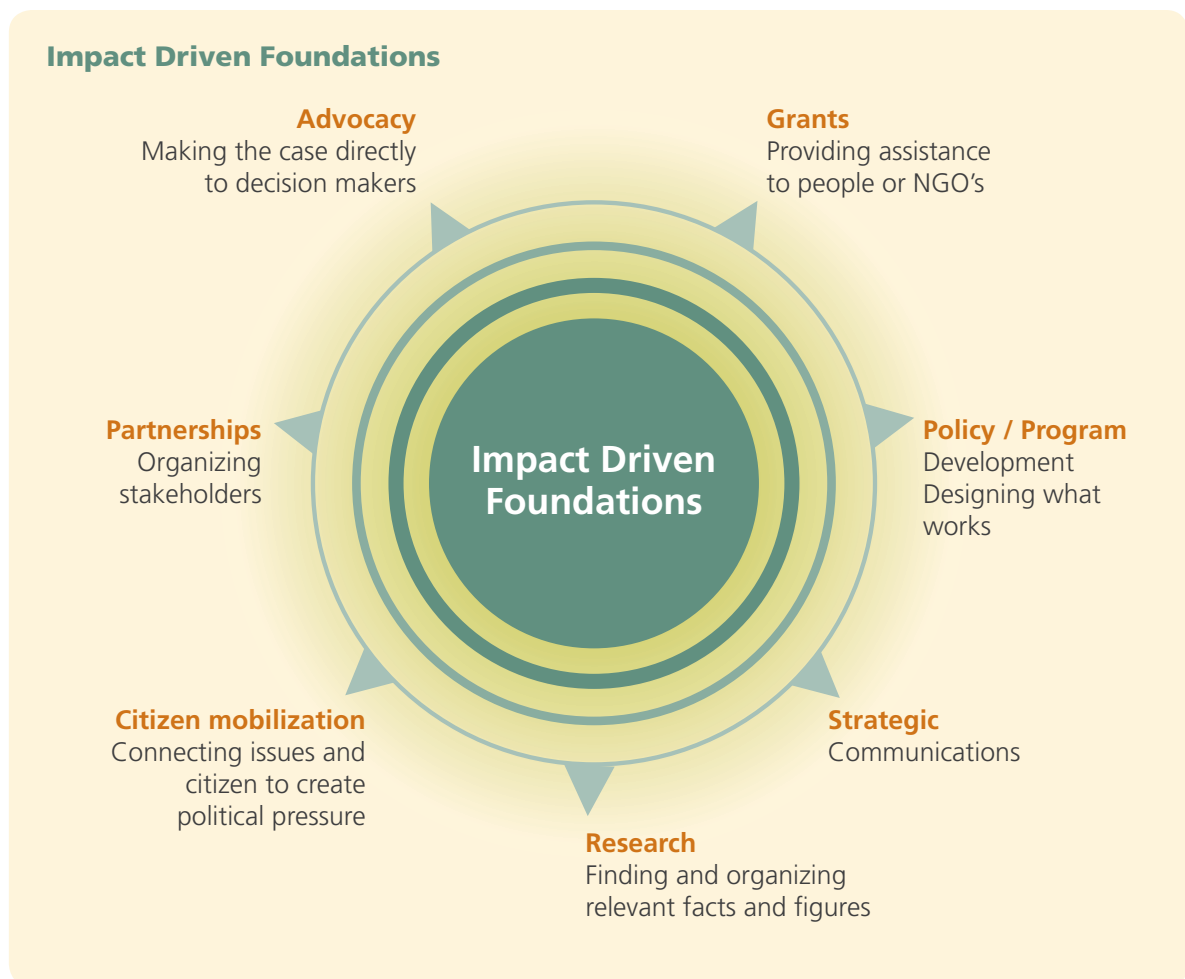 Impact Driven Foundations
Advocacy
Making the case directly
to decision makers
Grants
Providing assistance
to people or NGO's
Partnerships
Organizing
stakeholders
Impact Driven
Foundations
Policy / Program
Development
Designing what
works
Citizen mobilization
Connecting issues and
citizen to create
political pressure
Strategic
Communications
Research
Finding and organizing
relevant facts and figures